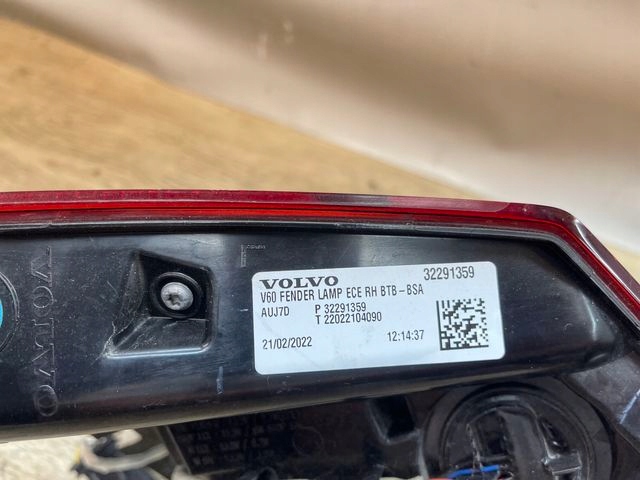 VOLVO 32291359
V60 FENDER LAMP ECE RH BTB-BSA
AUJ7D P 32291359
T 22022104090
21/02/2022 12:14:37
VOLVO